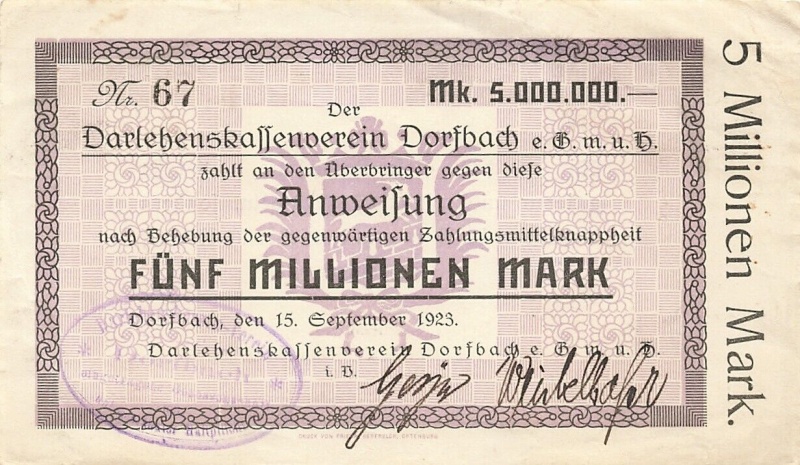 Nr. 67
Mk. 5.000.000.—
Der
Darlehenskassenverein Dorfbach e. G. m. u. H.
zahlt an den Überbringer gegen diese
Anweisung
nach Behebung der gegenwärtigen Zahlungsmittelknappheit
FÜNF MILLIONEN MARK
Dorfbach, den 15. September 1923.
Darlehenskassenverein Dorfbach e. G. m. u. H.
i. V.
5 Millionen Mark.